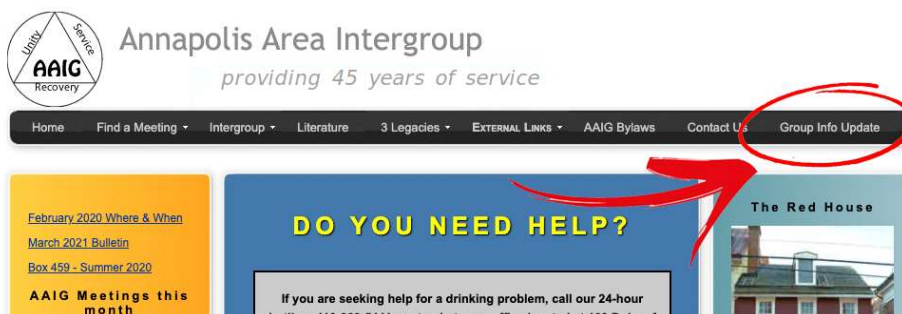 Unity
Service
AAIG
Recovery
Annapolis Area Intergroup
providing 45 years of service
Home Find a Meeting Intergroup Literature 3 Legacies EXTERNAL LINKS AAIG Bylaws Contact Us Group Info Update
February 2020 Where & When
March 2021 Bulletin
Box 459 - Summer 2020
AAIG Meetings this
month
DO YOU NEED HELP?
If you are seeking help for a drinking problem, call our 24-hour
The Red House